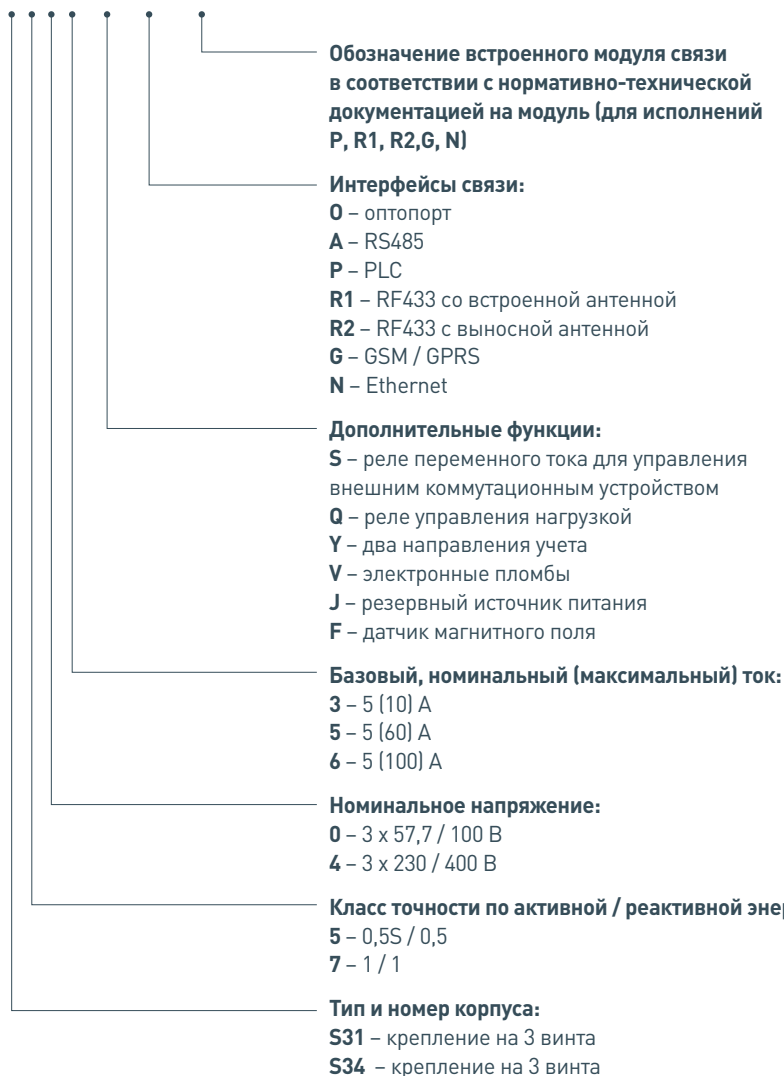 Обозначение встроенного модуля связи
в соответствии с нормативно-технической
документацией на модуль (для исполнений
P, R1, R2,G, N)
Интерфейсы связи:
O – оптопорт
A – RS485
P – PLC
R1 – RF433 со встроенной антенной
R2 – RF433 с выносной антенной
G – GSM / GPRS
N – Ethernet
Дополнительные функции:
S – реле переменного тока для управления
внешним коммутационным устройством
Q – реле управления нагрузкой
Y – два направления учета
V – электронные пломбы
J – резервный источник питания
F – датчик магнитного поля
Базовый, номинальный (максимальный) ток:
3 – 5 (10) А
5 – 5 (60) А
6 – 5 (100) А
Номинальное напряжение:
0 – 3 x 57,7 / 100 В
4 – 3 x 230 / 400 В
Класс точности по активной / реактивной
5 – 0,5S / 0,5
7 – 1 / 1
Тип и номер корпуса:
S31 – крепление на 3 винта
S34 – крепление на 3 винта